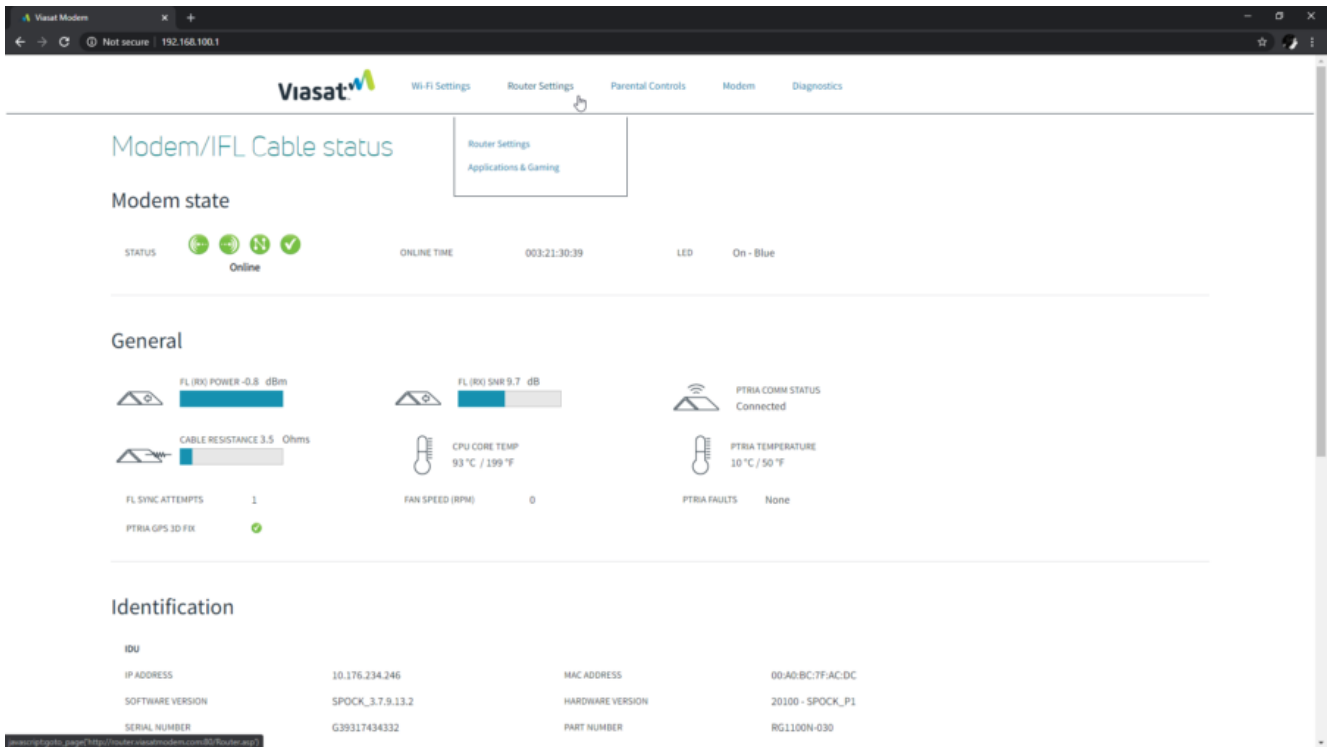 Viasat Modem
Not secure | 192.168.100.1
Viasat
Wi-Fi Settings Router Settings Parental Controls Modem Diagnostics
Router Settings
Applications & Gaming
Modem/IFL Cable status
Modem state
STATUS Online ONLINE TIME 003:21:30:39 LED On - Blue
General
FL (RX) POWER -0.8 dBm FL (RX) SNR 9.7 dB PTRIA COMM STATUS
Connected
CABLE RESISTANCE 3.5 Ohms CPU CORE TEMP PTRIA TEMPERATURE
93 °C / 199 °F 10 °C / 50 °F
FL SYNC ATTEMPTS 1 FAN SPEED (RPM) 0 PTRIA FAULTS None
PTRIA GPS 3D FIX
Identification
IDU
IP ADDRESS 10.176.234.246 MAC ADDRESS 00:A0:BC:7F:AC:DC
SOFTWARE VERSION SPOCK_3.7.9.13.2 HARDWARE VERSION 20100 - SPOCK_P1
SERIAL NUMBER G39317434332 PART NUMBER RG1100N-030
javascript:goto_page('http://router.viasatmodem.com:80/Router.asp')